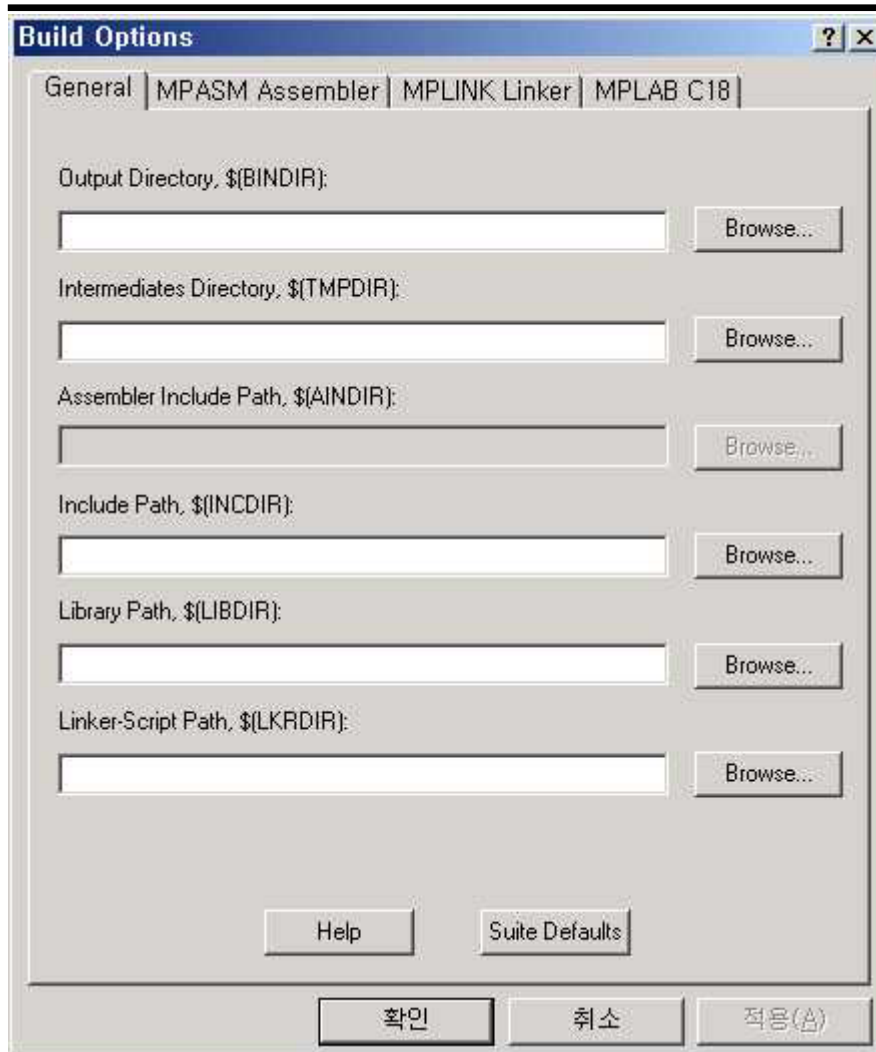 Build Options
General MPASM Assembler MPLINK Linker MPLAB C18
Output Directory, $(BINDIR):
Browse...
Intermediates Directory, $(TMPDIR):
Browse...
Assembler Include Path, $(AINDIR):
Browse...
Include Path, $(INCDIR):
Browse...
Library Path, $(LIBDIR):
Browse...
Linker-Script Path, $(LKRDIR):
Browse...
Help Suite Defaults
확인 취소 적용(A)